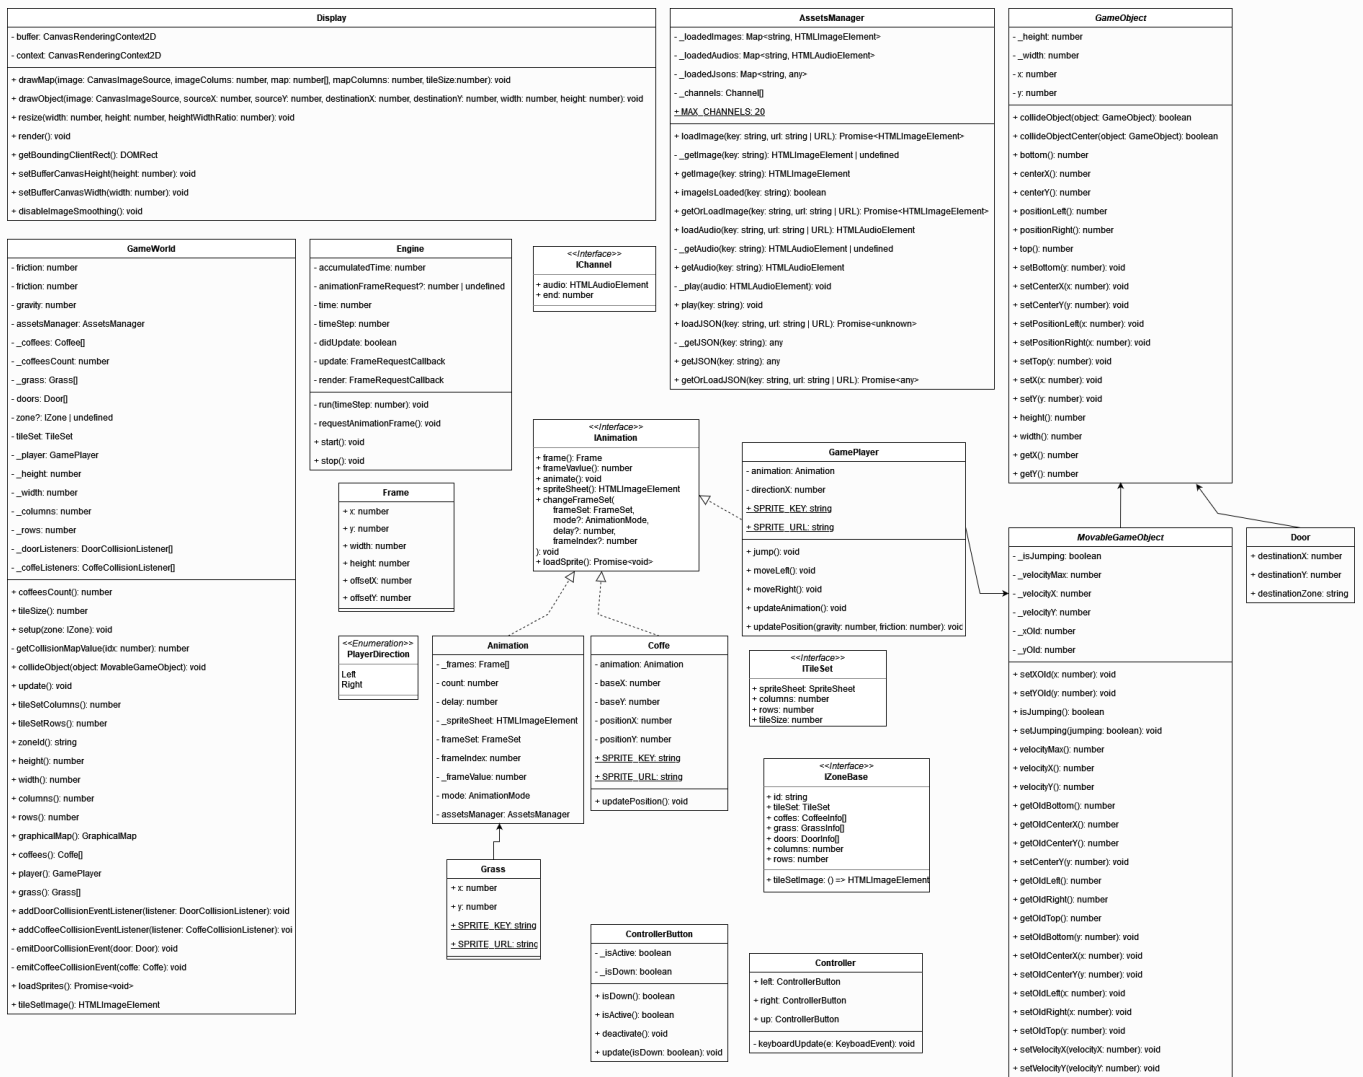 Display
- buffer: CanvasRenderingContext2D
- context: CanvasRenderingContext2D
+ drawMap(image: CanvasImageSource, imageColums: number, map: number[], mapColumns: number, tileSize:number): void
+ drawObject(image: CanvasImageSource, sourceX: number, sourceY: number, destinationX: number, destinationY: number, width: number, height: number): void
+ resize(width: number, height: number, heightWidthRatio: number): void
+ render(): void
+ getBoundingClientRect(): DOMRect
+ setBufferCanvasHeight(height: number): void
+ setBufferCanvasWidth(width: number): void
+ disableImageSmoothing(): void
AssetsManager
- _loadedImages: Map<string, HTMLImageElement>
- _loadedAudios: Map<string, HTMLAudioElement>
- _loadedJsons: Map<string, any>
- _channels: Channel[]
+ MAX_CHANNELS: 20
+ loadImage(key: string, url: string | URL): Promise<HTMLImageElement>
- _getImage(key: string): HTMLImageElement | undefined
+ getImage(key: string): HTMLImageElement
+ imageIsLoaded(key: string): boolean
+ getOrLoadImage(key: string, url: string | URL): Promise<HTMLImageElement>
+ loadAudio(key: string, url: string | URL): HTMLAudioElement
- _getAudio(key: string): HTMLAudioElement | undefined
+ getAudio(key: string): HTMLAudioElement
- _play(audio: HTMLAudioElement): void
+ play(key: string): void
+ loadJSON(key: string, url: string | URL): Promise<unknown>
- _getJSON(key: string): any
+ getJSON(key: string): any
+ getOrLoadJSON(key: string, url: string | URL): Promise<any>
GameObject
- _height: number
- _width: number
- x: number
- y: number
+ collideObject(object: GameObject): boolean
+ collideObjectCenter(object: GameObject): boolean
+ bottom(): number
+ centerX(): number
+ centerY(): number
+ positionLeft(): number
+ positionRight(): number
+ top(): number
+ setBottom(y: number): void
+ setCenterX(x: number): void
+ setCenterY(y: number): void
+ setPositionLeft(x: number): void
+ setPositionRight(x: number): void
+ setTop(y: number): void
+ setX(x: number): void
+ setY(y: number): void
+ height(): number
+ width(): number
+ getX(): number
+ getY(): number
GameWorld
- friction: number
- friction: number
- gravity: number
- assetsManager: AssetsManager
- _coffees: Coffee[]
- _coffeesCount: number
- _grass: Grass[]
- doors: Door[]
- zone?: IZone | undefined
- tileSet: TileSet
- _player: GamePlayer
- _height: number
- _width: number
- _columns: number
- _rows: number
- _doorListeners: DoorCollisionListener[]
- _coffeListeners: CoffeCollisionListener[]
+ coffeesCount(): number
+ tileSize(): number
+ setup(zone: IZone): void
- getCollisionMapValue(idx: number): number
+ collideObject(object: MovableGameObject): void
+ update(): void
+ tileSetColumns(): number
+ tileSetRows(): number
+ zoneId(): string
+ height(): number
+ width(): number
+ columns(): number
+ rows(): number
+ graphicalMap(): GraphicalMap
+ coffees(): Coffe[]
+ player(): GamePlayer
+ grass(): Grass[]
+ addDoorCollisionEventListener(listener: DoorCollisionListener): void
+ addCoffeeCollisionEventListener(listener: CoffeCollisionListener): voi
- emitDoorCollisionEvent(door: Door): void
- emitCoffeeCollisionEvent(coffe: Coffe): void
+ loadSprites(): Promise<void>
+ tileSetImage(): HTMLImageElement
Engine
- accumulatedTime: number
- animationFrameRequest?: number | undefined
- time: number
- timeStep: number
- didUpdate: boolean
- update: FrameRequestCallback
- render: FrameRequestCallback
- run(timeStep: number): void
- requestAnimationFrame(): void
+ start(): void
+ stop(): void
<<Interface>>
IChannel
+ audio: HTMLAudioElement
+ end: number
<<Interface>>
IAnimation
+ frame(): Frame
+ frameVavlue(): number
+ animate(): void
+ spriteSheet(): HTMLImageElement
+ changeFrameSet(
frameSet: FrameSet,
mode?: AnimationMode,
delay?: number,
frameIndex?: number
): void
+ loadSprite(): Promise<void>
GamePlayer
- animation: Animation
- directionX: number
+ SPRITE_KEY: string
+ SPRITE_URL: string
+ jump(): void
+ moveLeft(): void
+ moveRight(): void
+ updateAnimation(): void
+ updatePosition(gravity: number, friction: number): voic
Frame
+ x: number
+ y: number
+ width: number
+ height: number
+ offsetX: number
+ offsetY: number
MovableGameObject
- _isJumping: boolean
- _velocityMax: number
- _velocityX: number
- _velocityY: number
- _xOld: number
- _yOld: number
+ setXOld(x: number): void
+ setYOld(y: number): void
+ isJumping(): boolean
+ setJumping(jumping: boolean): void
+ velocityMax(): number
+ velocityX(): number
+ velocityY(): number
+ getOldBottom(): number
+ getOldCenterX(): number
+ getOldCenterY(): number
+ setCenterY(y: number): void
+ getOldLeft(): number
+ getOldRight(): number
+ getOldTop(): number
+ setOldBottom(y: number): void
+ setOldCenterX(x: number): void
+ setOldCenterY(y: number): void
+ setOldLeft(x: number): void
+ setOldRight(x: number): void
+ setOldTop(y: number): void
+ setVelocityX(velocityX: number): void
+ setVelocityY(velocityY: number): void
Door
+ destinationX: number
+ destinationY: number
+ destinationZone: string
<<Enumeration>>
PlayerDirection
Left
Right
Animation
- _frames: Frame[]
- count: number
- delay: number
- _spriteSheet: HTMLImageElement
- frameSet: FrameSet
- frameIndex: number
- _frameValue: number
- mode: AnimationMode
- assetsManager: AssetsManager
Coffe
- animation: Animation
- baseX: number
- baseY: number
- positionX: number
- positionY: number
+ SPRITE_KEY: string
+ SPRITE_URL: string
+ updatePosition(): void
<<Interface>>
ITileSet
+ spriteSheet: SpriteSheet
+ columns: number
+ rows: number
+ tileSize: number
<<Interface>>
IZoneBase
+ id: string
+ tileSet: TileSet
+ coffes: CoffeeInfo[]
+ grass: GrassInfo[]
+ doors: DoorInfo[]
+ columns: number
+ rows: number
+ tileSetImage: () => HTMLImageElement
Grass
+ x: number
+ y: number
+ SPRITE_KEY: string
+ SPRITE_URL: string
ControllerButton
- _isActive: boolean
- _isDown: boolean
+ isDown(): boolean
+ isActive(): boolean
+ deactivate(): void
+ update(isDown: boolean): void
Controller
+ left: ControllerButton
+ right: ControllerButton
+ up: ControllerButton
- keyboardUpdate(e: KeyboadEvent): void